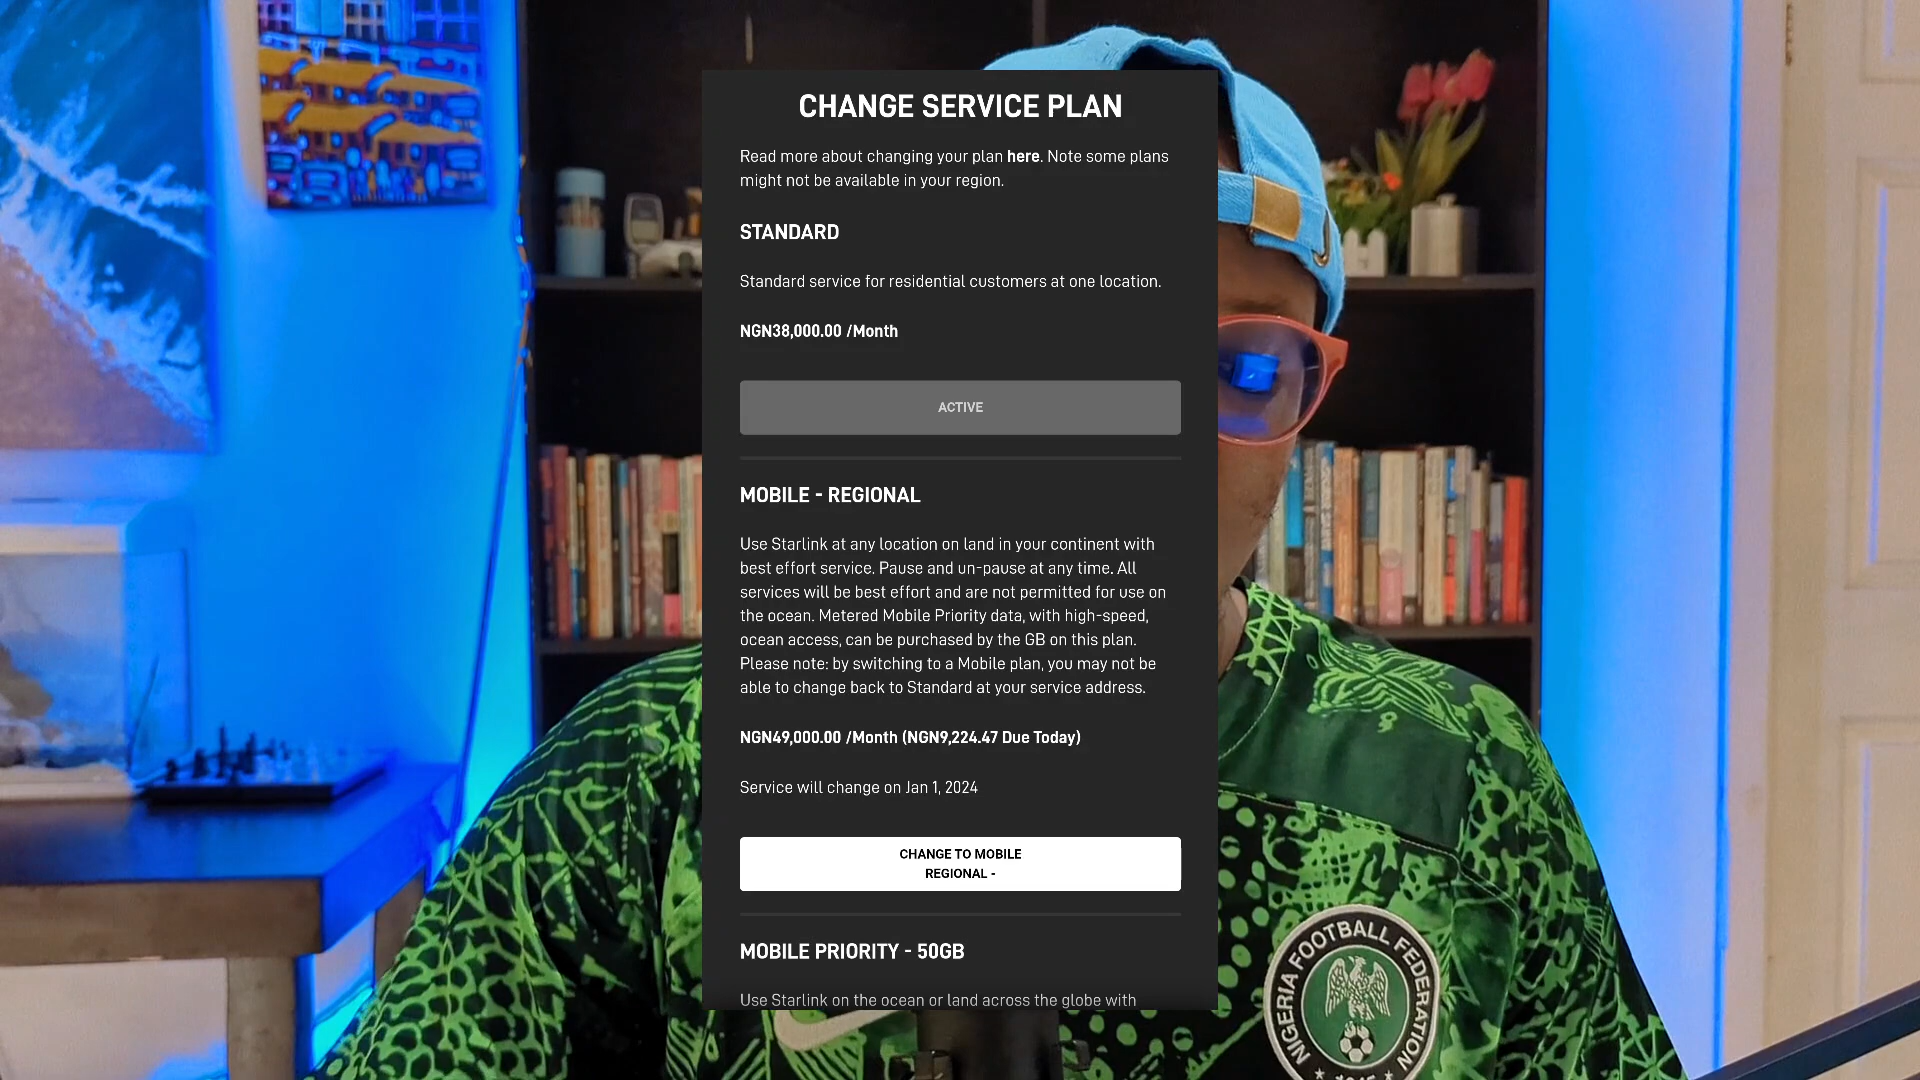 CHANGE SERVICE PLAN
Read more about changing your plan here. Note some plans
might not be available in your region.
STANDARD
Standard service for residential customers at one location.
NGN38,000.00 /Month
ACTIVE
MOBILE - REGIONAL
Use Starlink at any location on land in your continent with
best effort service. Pause and un-pause at any time. All
services will be best effort and are not permitted for use on
the ocean. Metered Mobile Priority data, with high-speed,
ocean access, can be purchased by the GB on this plan.
Please note: by switching to a Mobile plan, you may not be
able to change back to Standard at your service address.
NGN49,000.00 /Month (NGN9,224.47 Due Today)
Service will change on Jan 1, 2024
CHANGE TO MOBILE
REGIONAL -
MOBILE PRIORITY - 50GB
Use Starlink on the ocean or land across the globe with
NIGERIA FOOTBALL FEDERATION